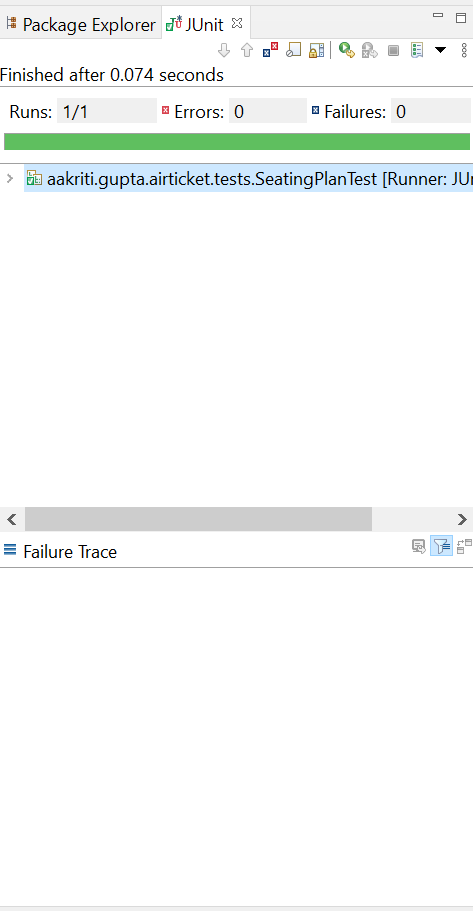 Package Explorer JUnit
Finished after 0.074 seconds
Runs: 1/1 Errors: 0 Failures: 0
aakriti.gupta.airticket.tests.SeatingPlanTest [Runner:
Failure Trace